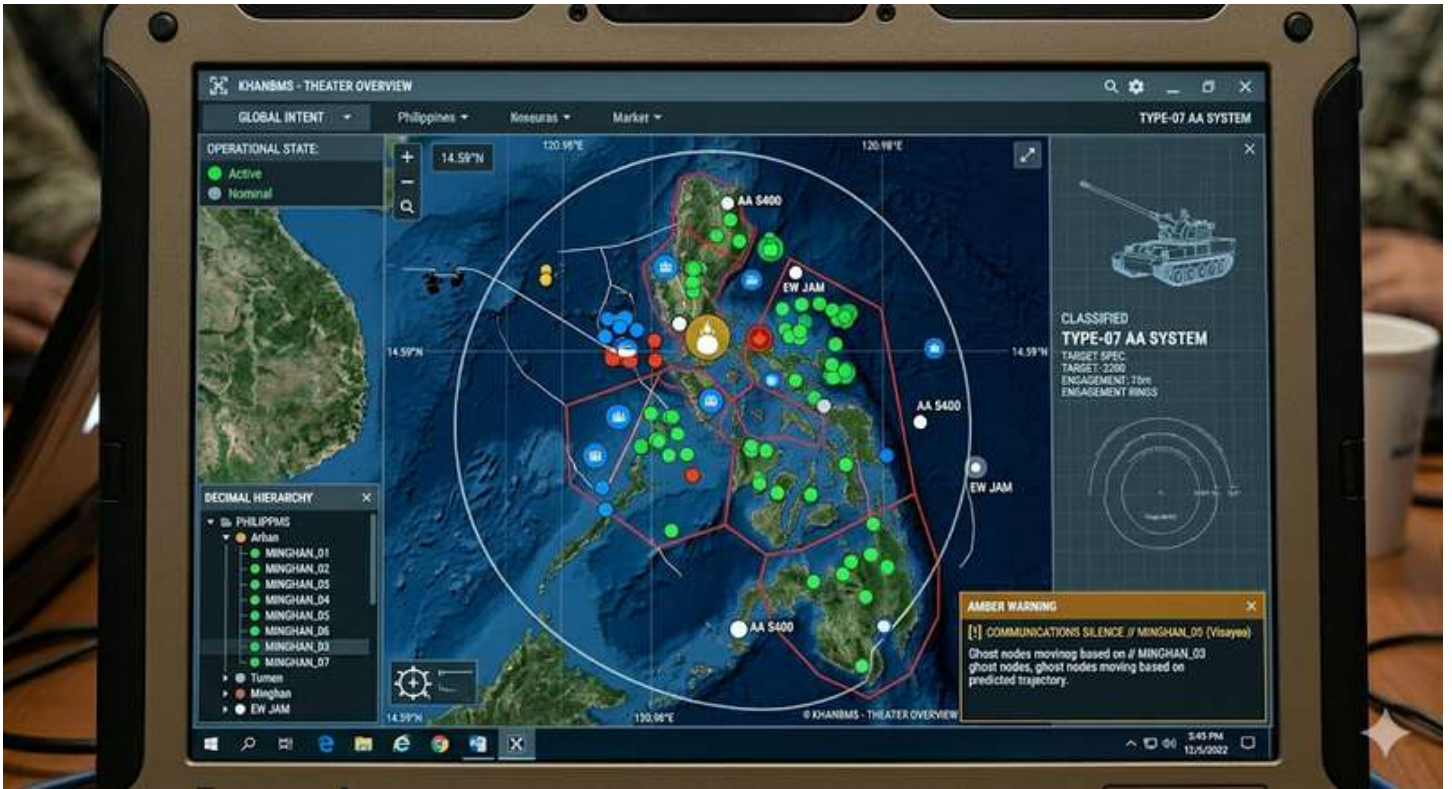 KHANBMS - THEATER OVERVIEW
GLOBAL INTENT
Philippines
Koseuras
Market
TYPE-07 AA SYSTEM
OPERATIONAL STATE:
Active
Nominal
14.59°N
120.98°E
120.98°E
AA S400
EW JAM
14.59°N
14.59°N
AA S400
EW JAM
AA S400
14.59°N
130.98°E
© KHANBMS - THEATER OVERVIEW
CLASSIFIED
TYPE-07 AA SYSTEM
TARGET SPEC
TARGET-2200
ENGAGEMENT: 75m
ENGAGEMENT RINGS
DECIMAL HIERARCHY
PHILIPPMS
Arhan
MINGHAN_01
MINGHAN_02
MINGHAN_05
MINGHAN_04
MINGHAN_05
MINGHAN_06
MINGHAN_03
MINGHAN_07
Tumen
Minghan
EW JAM
AMBER WARNING
[!] COMMUNICATIONS SILENCE // MINGHAN_05 (Visayeo)
Ghost nodes movinog based on // MINGHAN_03
ghost nodes, ghost nodes moving based on
predicted trajectory.
5:45 PM
12/5/2022